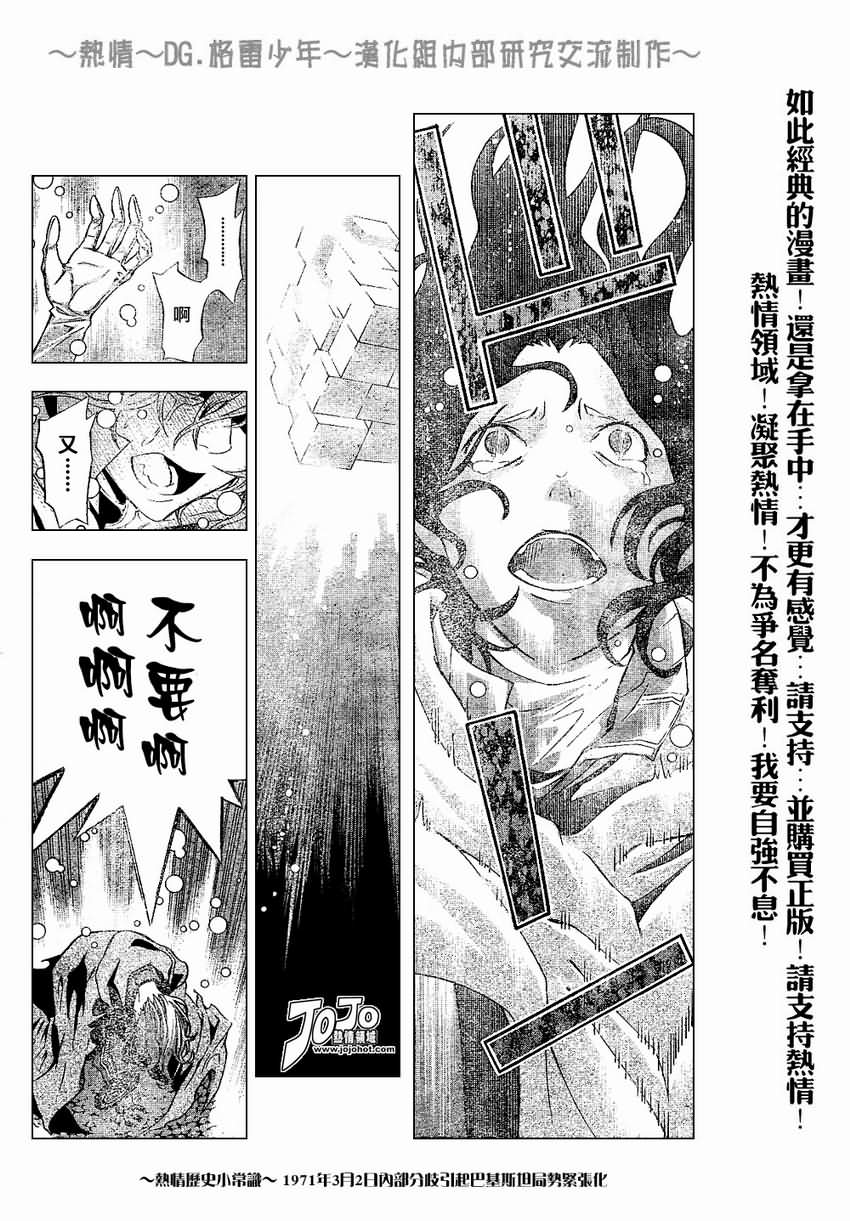 ～熱情～DG.格雷少年～漢化組內部研究交流制作～
如此經典的漫畫！還是拿在手中…才更有感覺…請支持…並購買正版！請支持熱情！
熱情領域！凝聚熱情！不為爭名奪利！我要自強不息！
……
啊
又……
不要啊啊
啊啊啊啊
JOJO
熱情領域
www.jojohot.com
～熱情歷史小常識～ 1971年3月2日內部分歧引起巴基斯坦局勢緊張化